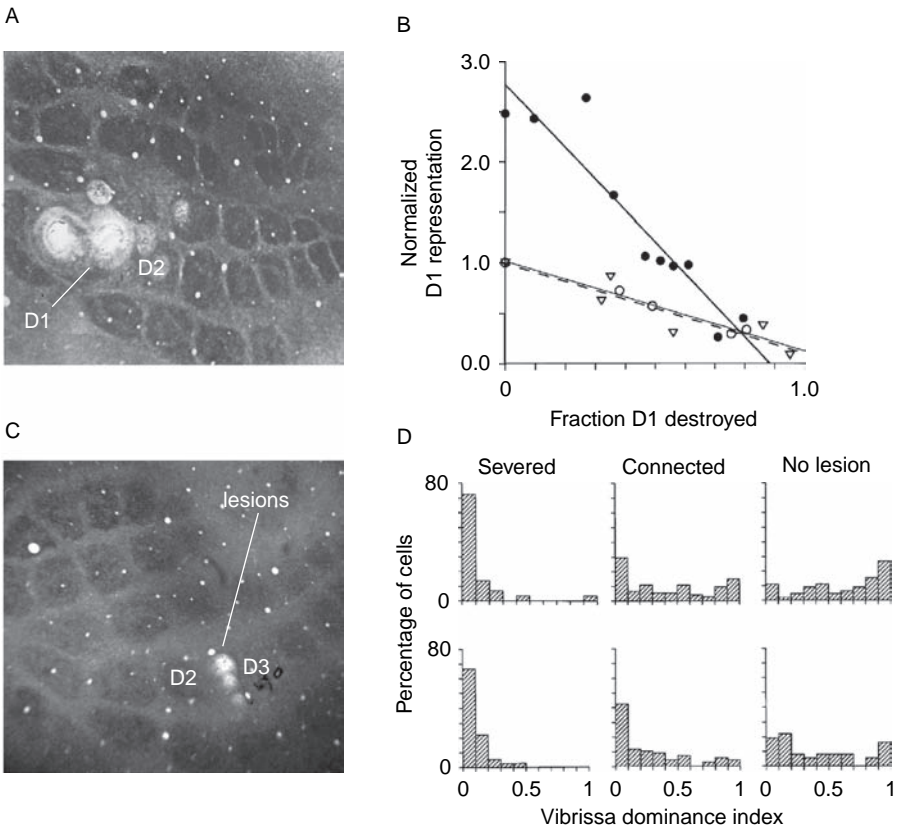 A
D2
D1
B
3.0
2.0
1.0
0.0
Normalized
D1 representation
0
1.0
Fraction D1 destroyed
C
lesions
D2
D3
D
Severed
Connected
No lesion
80
0
80
0
Percentage of cells
0
0.5
1
0
0.5
1
0
0.5
1
Vibrissa dominance index